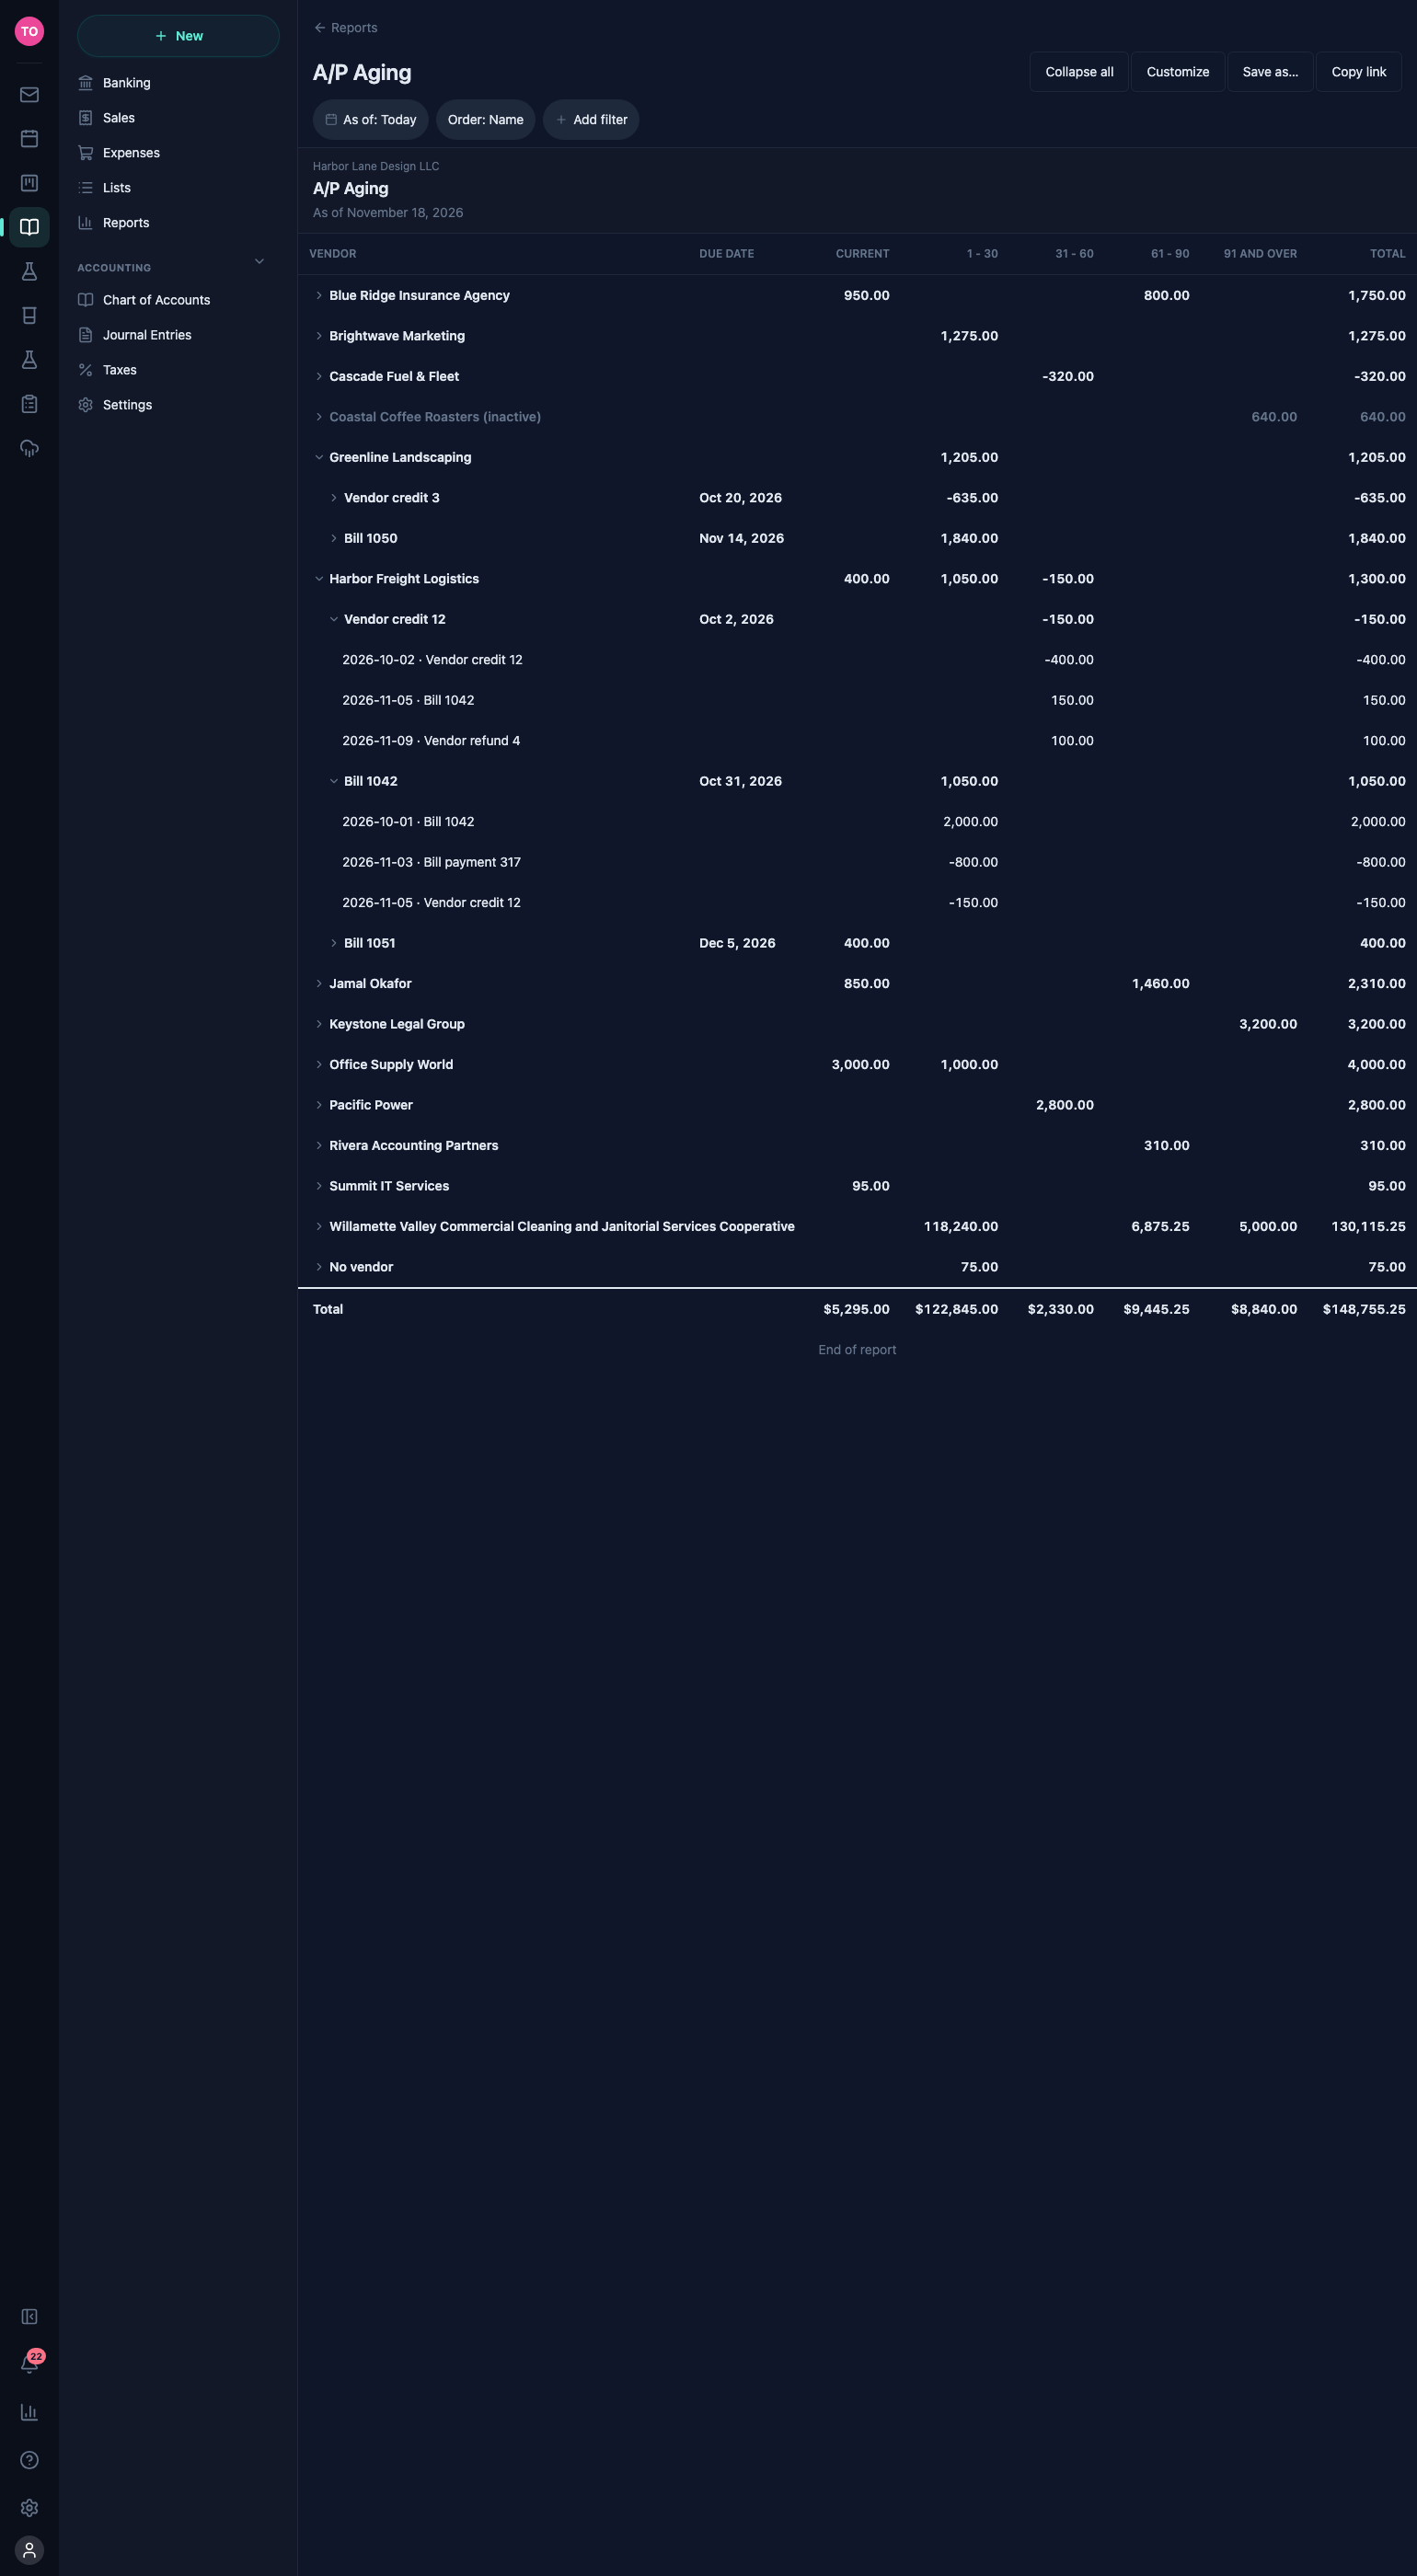 TO
New
Banking
Sales
Expenses
Lists
Reports
ACCOUNTING
Chart of Accounts
Journal Entries
Taxes
Settings
22
Reports
A/P Aging
Collapse all Customize Save as... Copy link
As of: Today Order: Name Add filter
Harbor Lane Design LLC
A/P Aging
As of November 18, 2026
VENDOR DUE DATE CURRENT 1 - 30 31 - 60 61 - 90 91 AND OVER TOTAL
Blue Ridge Insurance Agency 950.00 800.00 1,750.00
Brightwave Marketing 1,275.00 1,275.00
Cascade Fuel & Fleet -320.00 -320.00
Coastal Coffee Roasters (inactive) 640.00 640.00
Greenline Landscaping 1,205.00 1,205.00
Vendor credit 3 Oct 20, 2026 -635.00 -635.00
Bill 1050 Nov 14, 2026 1,840.00 1,840.00
Harbor Freight Logistics 400.00 1,050.00 -150.00 1,300.00
Vendor credit 12 Oct 2, 2026 -150.00 -150.00
2026-10-02 · Vendor credit 12 -400.00 -400.00
2026-11-05 · Bill 1042 150.00 150.00
2026-11-09 · Vendor refund 4 100.00 100.00
Bill 1042 Oct 31, 2026 1,050.00 1,050.00
2026-10-01 · Bill 1042 2,000.00 2,000.00
2026-11-03 · Bill payment 317 -800.00 -800.00
2026-11-05 · Vendor credit 12 -150.00 -150.00
Bill 1051 Dec 5, 2026 400.00 400.00
Jamal Okafor 850.00 1,460.00 2,310.00
Keystone Legal Group 3,200.00 3,200.00
Office Supply World 3,000.00 1,000.00 4,000.00
Pacific Power 2,800.00 2,800.00
Rivera Accounting Partners 310.00 310.00
Summit IT Services 95.00 95.00
Willamette Valley Commercial Cleaning and Janitorial Services Cooperative 118,240.00 6,875.25 5,000.00 130,115.25
No vendor 75.00 75.00
Total $5,295.00 $122,845.00 $2,330.00 $9,445.25 $8,840.00 $148,755.25
End of report